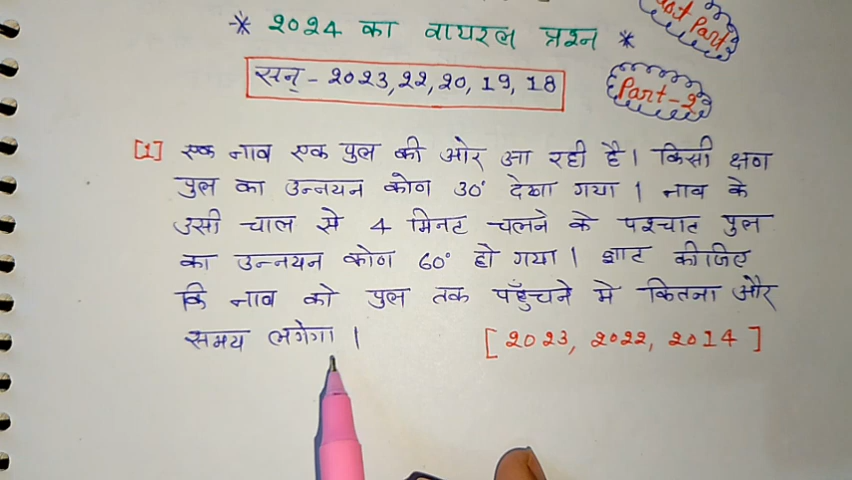 * 2024 का वायरल प्रश्न *
Last Part
सन् - 2023, 22, 20, 19, 18
Part-2
[1] एक नाव एक पुल की ओर आ रही है। किसी क्षण
पुल का उन्नयन कोण 30° देखा गया। नाव के
उसी चाल से 4 मिनट चलने के पश्चात पुल
का उन्नयन कोण 60° हो गया। ज्ञात कीजिए
कि नाव को पुल तक पहुँचने मे कितना और
समय लगेगा। [2023, 2022, 2014]